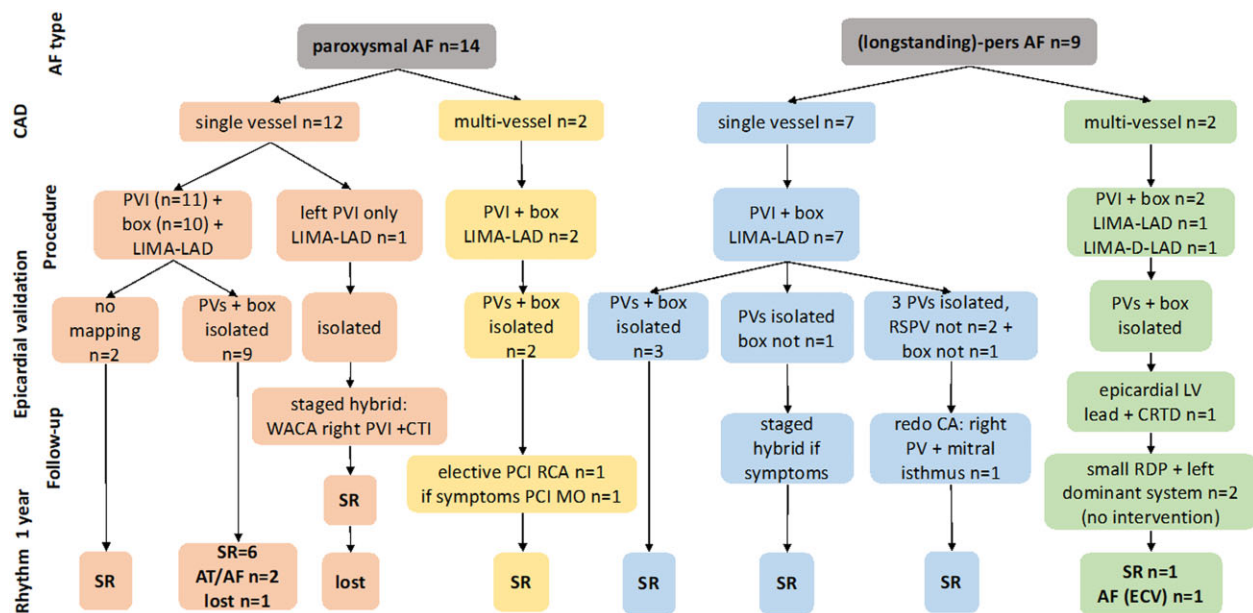 AF type
paroxysmal AF n=14
(longstanding)-pers AF n=9
CAD
single vessel n=12
multi-vessel n=2
single vessel n=7
multi-vessel n=2
Procedure
PVI (n=11) +
box (n=10) +
LIMA-LAD
left PVI only
LIMA-LAD n=1
PVI + box
LIMA-LAD n=2
PVI + box
LIMA-LAD n=7
PVI + box n=2
LIMA-LAD n=1
LIMA-D-LAD n=1
Epicardial validation
no
mapping
n=2
PVs + box
isolated
n=9
isolated
PVs + box
isolated
n=2
PVs + box
isolated
n=3
PVs isolated
box not n=1
3 PVs isolated,
RSPV not n=2 +
box not n=1
PVs + box
isolated
Follow-up
staged hybrid:
WACA right PVI +CTI
SR
elective PCI RCA n=1
if symptoms PCI MO n=1
staged
hybrid if
symptoms
redo CA: right
PV + mitral
isthmus n=1
epicardial LV
lead + CRTD n=1
small RDP + left
dominant system n=2
(no intervention)
Rhythm 1 year
SR
SR=6
AT/AF n=2
lost n=1
lost
SR
SR
SR
SR
SR n=1
AF (ECV) n=1